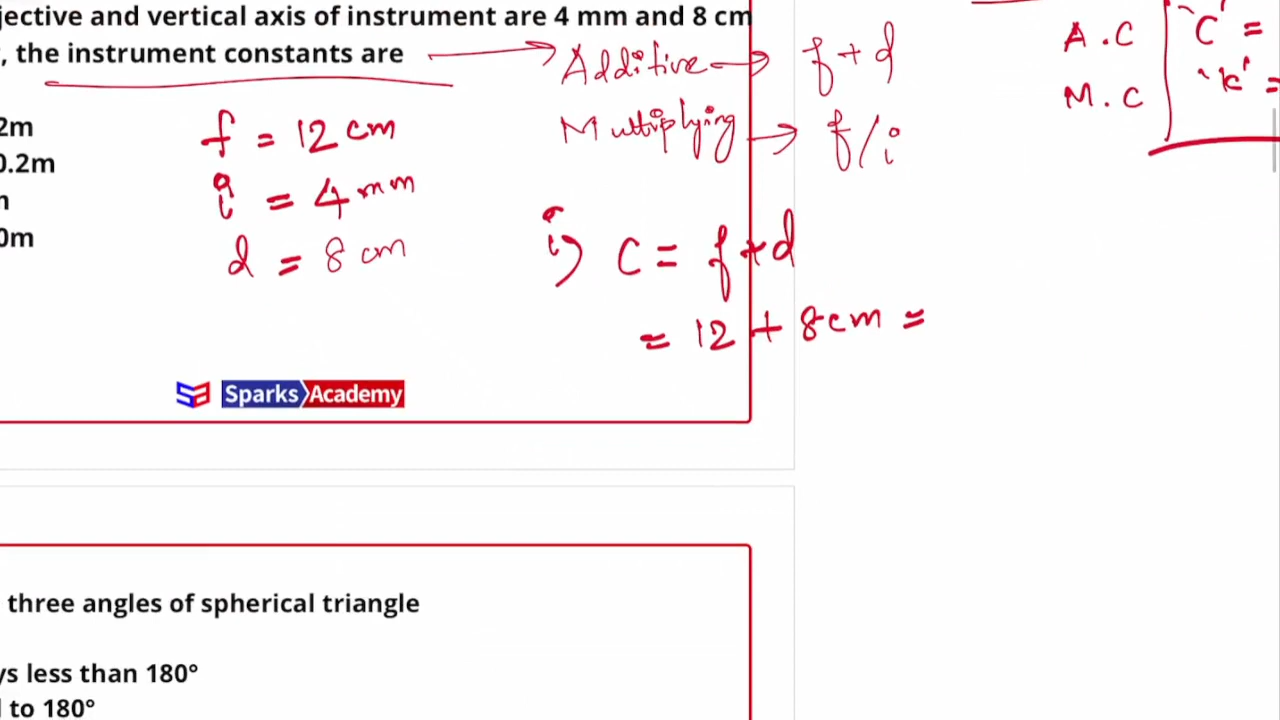 jective and vertical axis of instrument are 4 mm and 8 cm
, the instrument constants are
Additive → f + d
Multiplying → f/i
A.C
M.C
'C' =
'k' =
2m
0.2m
0m
f = 12 cm
i = 4 mm
d = 8 cm
i) C = f + d
= 12 + 8 cm =
Sparks Academy
three angles of spherical triangle
ys less than 180°
to 180°